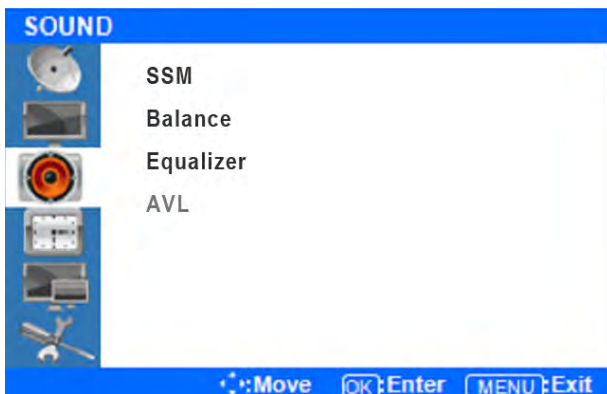 SOUND
SSM
Balance
Equalizer
AVL
:Move OK:Enter MENU:Exit